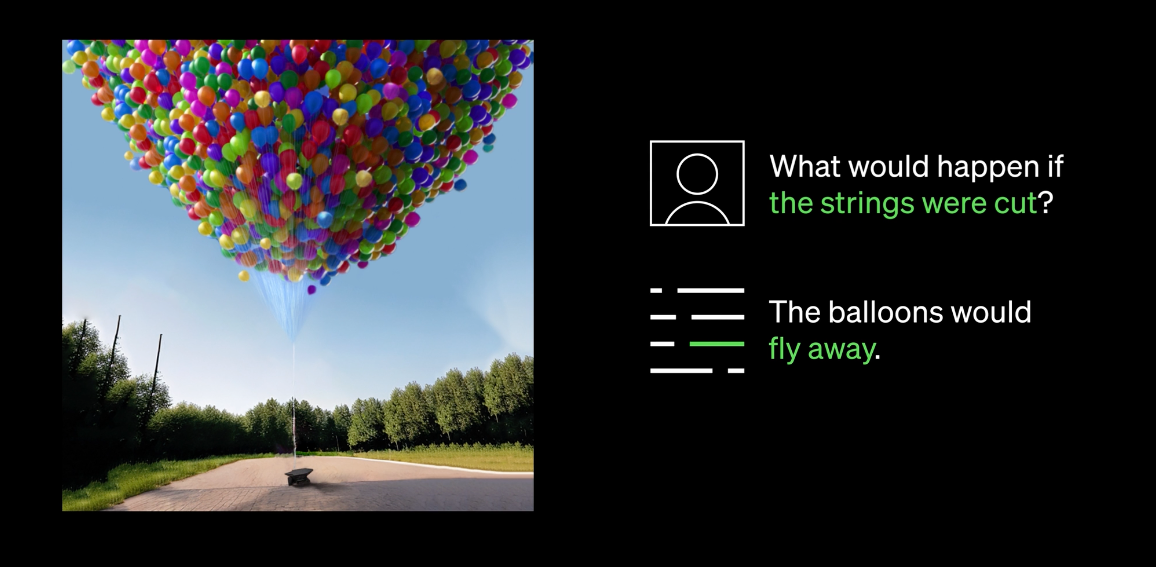 What would happen if
the strings were cut?
The balloons would
fly away.